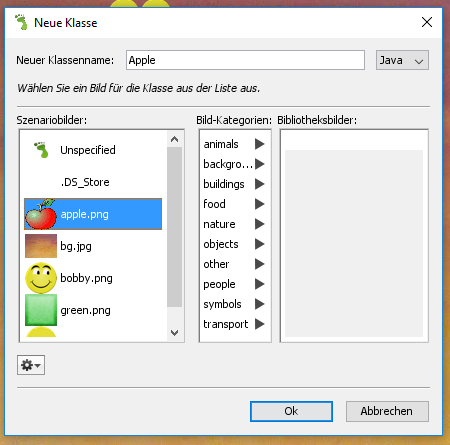 Neue Klasse
Neuer Klassenname: Apple Java
Wählen Sie ein Bild für die Klasse aus der Liste aus.
Szenariobilder: Bild-Kategorien: Bibliotheksbilder:
Unspecified
.DS_Store
apple.png
bg.jpg
bobby.png
green.png
animals
backgro...
buildings
food
nature
objects
other
people
symbols
transport
Ok Abbrechen